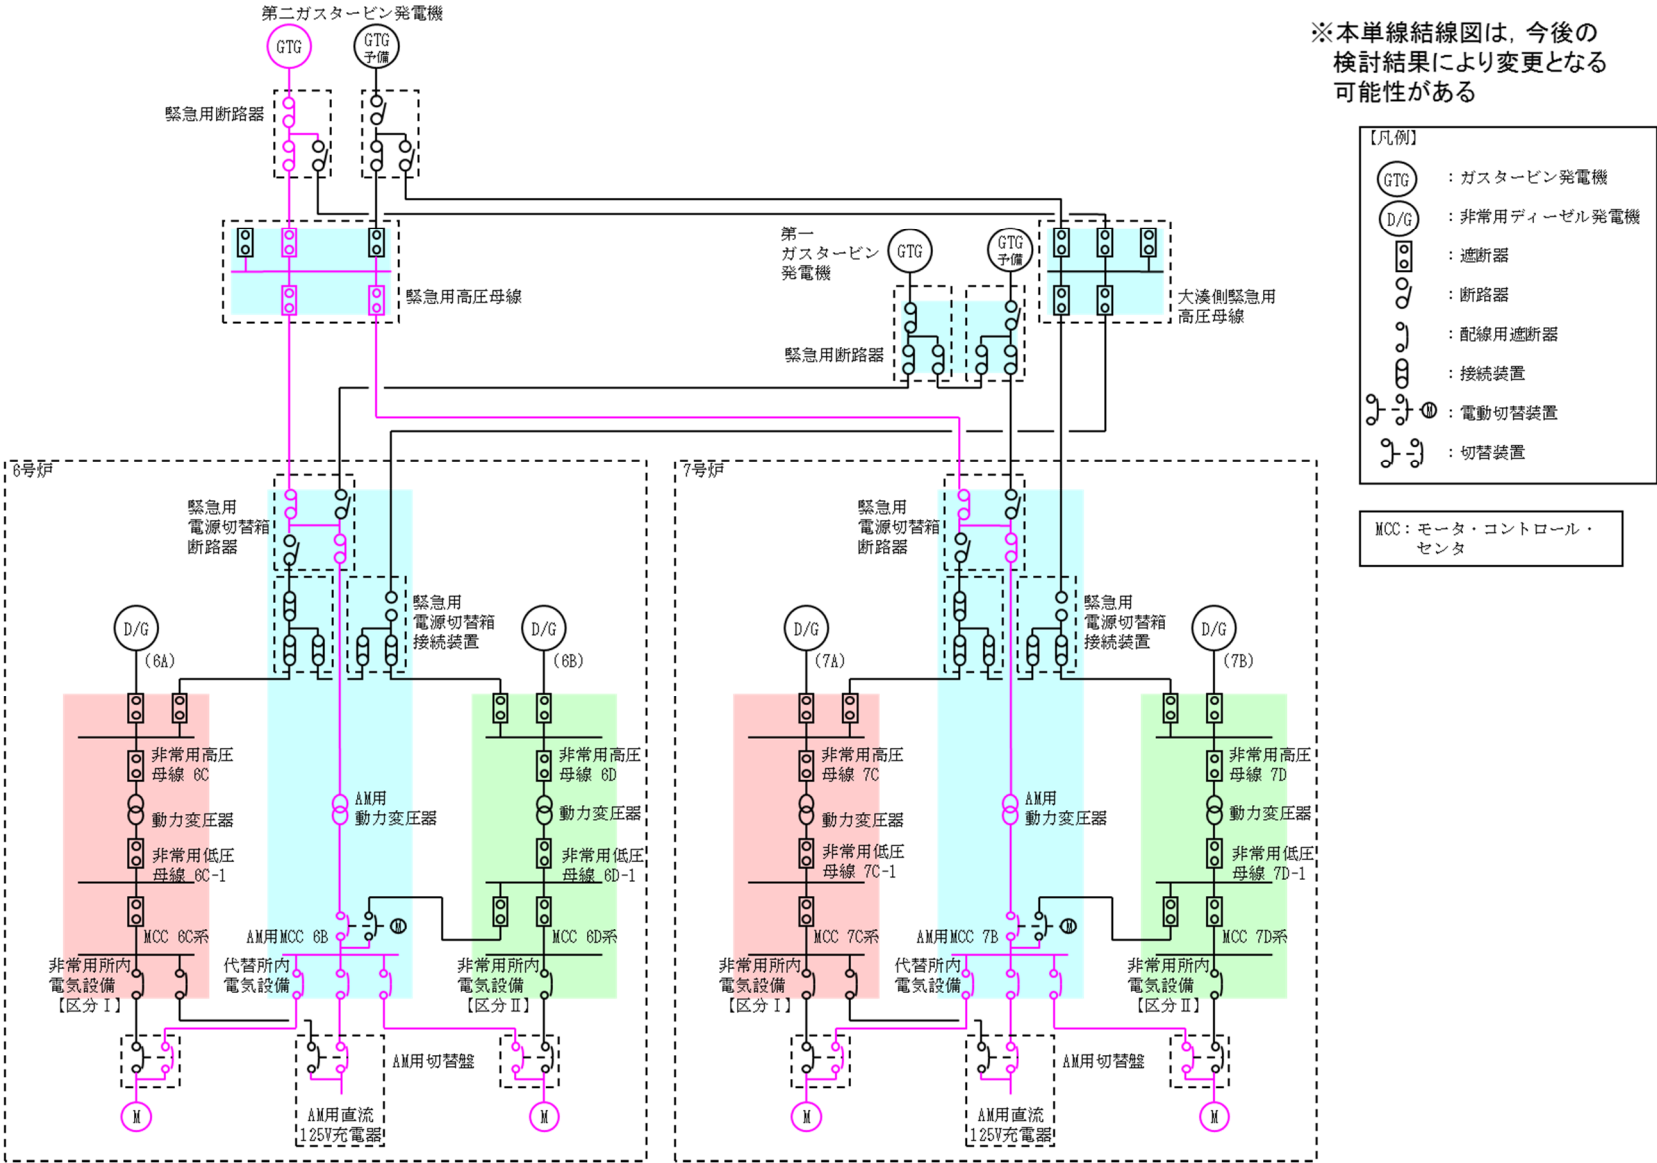 第二ガスタービン発電機
GTG
GTG
予備
緊急用断路器
※本単線結線図は，今後の
検討結果により変更となる
可能性がある
【凡例】
GTG
：ガスタービン発電機
D/G
：非常用ディーゼル発電機
：遮断器
：断路器
：配線用遮断器
：接続装置
M
：電動切替装置
：切替装置
MCC：モータ・コントロール・
センタ
緊急用高圧母線
第一
ガスタービン
発電機
GTG
GTG
予備
緊急用断路器
大湊側緊急用
高圧母線
6号炉
緊急用
電源切替箱
断路器
緊急用
電源切替箱
接続装置
D/G
(6A)
D/G
(6B)
非常用高圧
母線 6C
非常用高圧
母線 6D
AM用
動力変圧器
動力変圧器
動力変圧器
非常用低圧
母線 6C-1
非常用低圧
母線 6D-1
M
MCC 6C系
AM用MCC 6B
MCC 6D系
非常用所内
電気設備
【区分Ⅰ】
代替所内
電気設備
非常用所内
電気設備
【区分Ⅱ】
AM用切替盤
M
AM用直流
125V充電器
M
7号炉
緊急用
電源切替箱
断路器
緊急用
電源切替箱
接続装置
D/G
(7A)
D/G
(7B)
非常用高圧
母線 7C
非常用高圧
母線 7D
AM用
動力変圧器
動力変圧器
動力変圧器
非常用低圧
母線 7C-1
非常用低圧
母線 7D-1
M
MCC 7C系
AM用MCC 7B
MCC 7D系
非常用所内
電気設備
【区分Ⅰ】
代替所内
電気設備
非常用所内
電気設備
【区分Ⅱ】
AM用切替盤
M
AM用直流
125V充電器
M